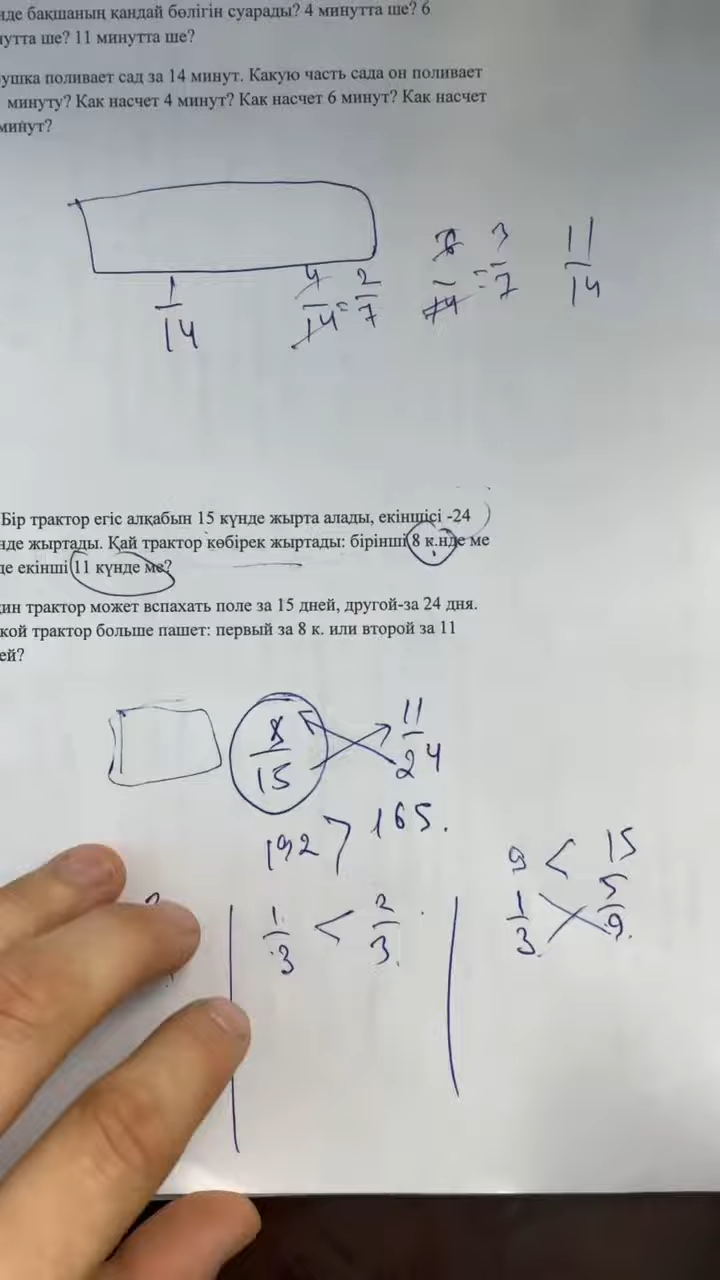 нде бақшаның қандай бөлігін суарады? 4 минутта ше? 6
нутта ше? 11 минутта ше?
ушка поливает сад за 14 минут. Какую часть сада он поливает
минуту? Как насчет 4 минут? Как насчет 6 минут? Как насчет
минут?
1/14 4/14 = 2/7 6/14 = 3/7 11/14
Бір трактор егіс алқабын 15 күнде жырта алады, екіншісі -24
нде жыртады. Қай трактор көбірек жыртады: бірінші 8 к.нде ме
де екінші 11 күнде ме?
ин трактор может вспахать поле за 15 дней, другой-за 24 дня.
кой трактор больше пашет: первый за 8 к. или второй за 11
ей?
8/15 11/24
192 > 165.
9 < 15
1/3 < 2/3. 1/3 5/9.